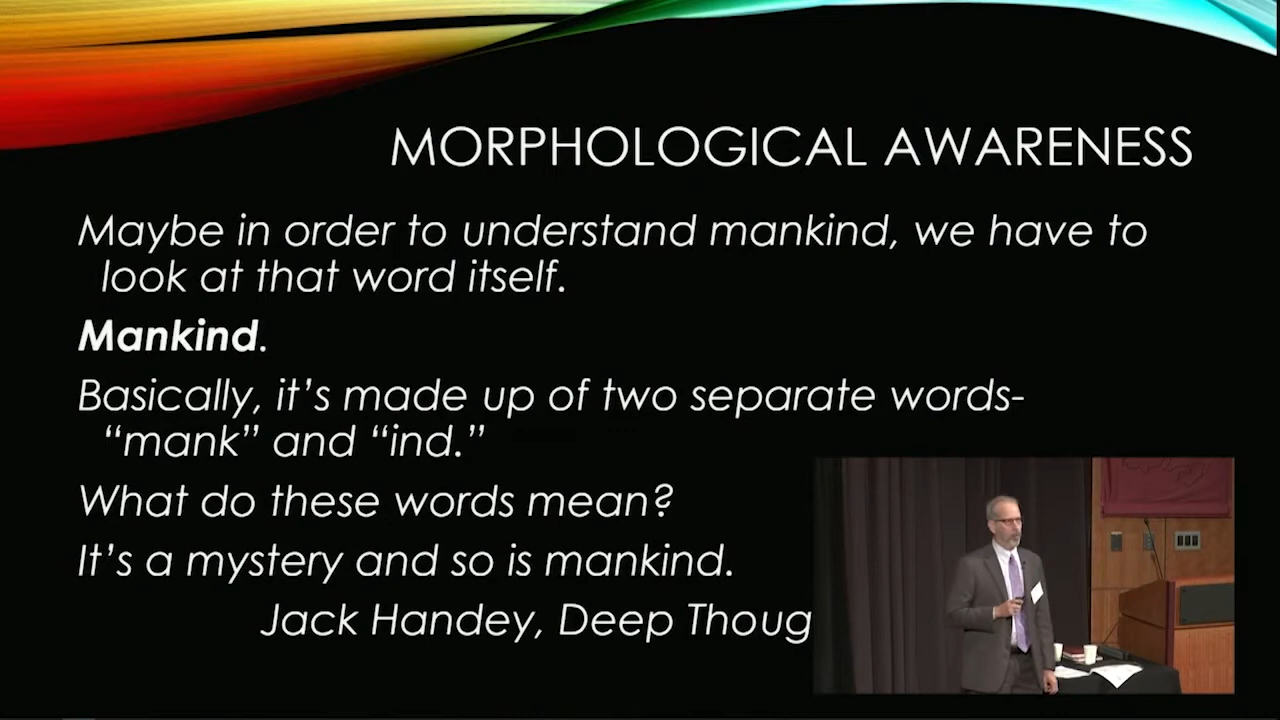 MORPHOLOGICAL AWARENESS
Maybe in order to understand mankind, we have to
look at that word itself.
Mankind.
Basically, it’s made up of two separate words-
“mank” and “ind.”
What do these words mean?
It’s a mystery and so is mankind.
Jack Handey, Deep Thoug